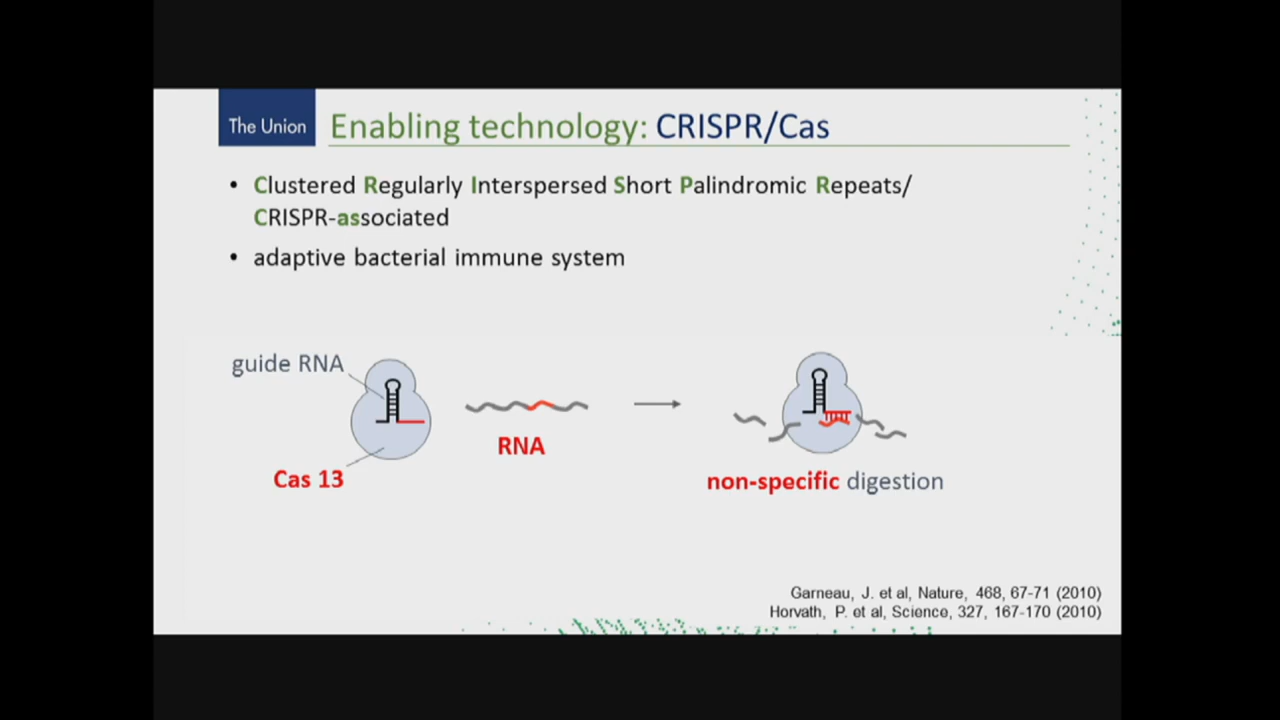 The Union
Enabling technology: CRISPR/Cas
• Clustered Regularly Interspersed Short Palindromic Repeats/
CRISPR-associated
• adaptive bacterial immune system
guide RNA
RNA
Cas 13
non-specific digestion
Garneau, J. et al, Nature, 468, 67-71 (2010)
Horvath, P. et al, Science, 327, 167-170 (2010)